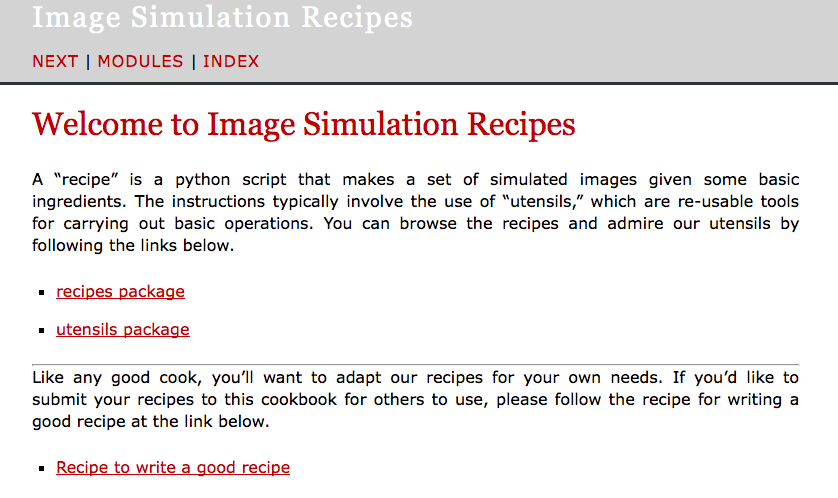 Image Simulation Recipes
NEXT | MODULES | INDEX
Welcome to Image Simulation Recipes
A “recipe” is a python script that makes a set of simulated images given some basic
ingredients. The instructions typically involve the use of “utensils,” which are re-usable tools
for carrying out basic operations. You can browse the recipes and admire our utensils by
following the links below.
recipes package
utensils package
Like any good cook, you’ll want to adapt our recipes for your own needs. If you’d like to
submit your recipes to this cookbook for others to use, please follow the recipe for writing a
good recipe at the link below.
Recipe to write a good recipe